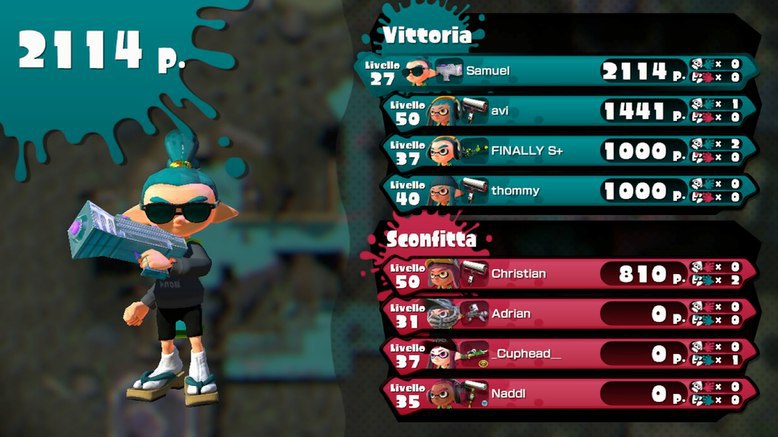 2114 p.
Vittoria
Livello 27 Samuel 2114 p. x 0 x 0
Livello 50 avi 1441 p. x 1 x 0
Livello 37 FINALLY S+ 1000 p. x 2 x 0
Livello 40 thommy 1000 p. x 0 x 0
Sconfitta
Livello 50 Christian 810 p. x 0 x 2
Livello 31 Adrian 0 p. x 0 x 0
Livello 37 _Cuphead_ 0 p. x 0 x 1
Livello 35 Naddl 0 p. x 0 x 0